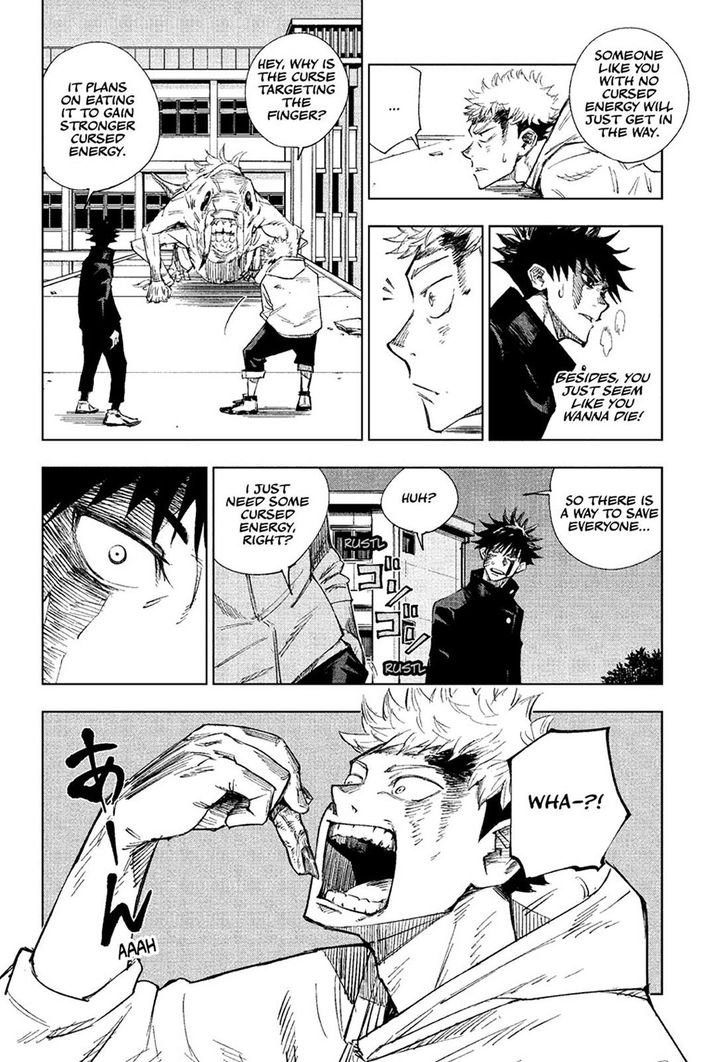 SOMEONE
LIKE YOU
WITH NO
CURSED
ENERGY WILL
JUST GET IN
THE WAY.
...
BESIDES, YOU
JUST SEEM
LIKE YOU
WANNA DIE!
HEY, WHY IS
THE CURSE
TARGETING
THE
FINGER?
IT PLANS
ON EATING
IT TO GAIN
STRONGER
CURSED
ENERGY.
SO THERE IS
A WAY TO SAVE
EVERYONE...
HUH?
RUSTL
ゴソ
ゴソ
RUSTL
I JUST
NEED SOME
CURSED
ENERGY,
RIGHT?
WHA-?!
あーん
AAAH